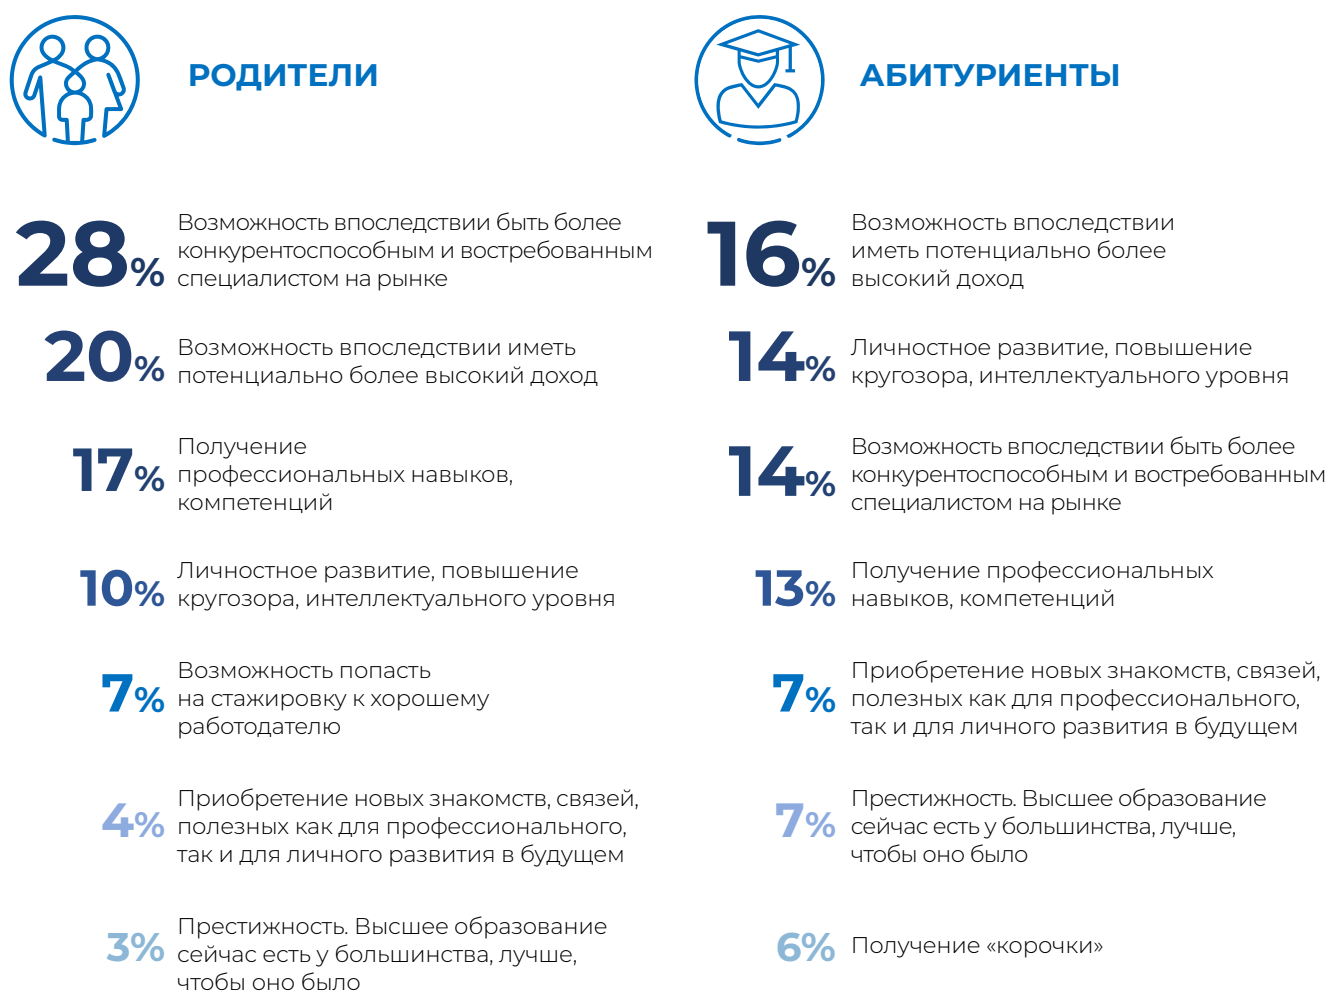 РОДИТЕЛИ
28%
Возможность впоследствии быть более
конкурентоспособным и востребованным
специалистом на рынке
20%
Возможность впоследствии иметь
потенциально более высокий доход
17%
Получение
профессиональных навыков,
компетенций
10%
Личностное развитие, повышение
кругозора, интеллектуального уровня
7%
Возможность попасть
на стажировку к хорошему
работодателю
4%
Приобретение новых знакомств, связей,
полезных как для профессионального,
так и для личного развития в будущем
3%
Престижность. Высшее образование
сейчас есть у большинства, лучше,
чтобы оно было
АБИТУРИЕНТЫ
16%
Возможность впоследствии
иметь потенциально более
высокий доход
14%
Личностное развитие, повышение
кругозора, интеллектуального уровня
14%
Возможность впоследствии быть более
конкурентоспособным и востребованным
специалистом на рынке
13%
Получение профессиональных
навыков, компетенций
7%
Приобретение новых знакомств, связей,
полезных как для профессионального,
так и для личного развития в будущем
7%
Престижность. Высшее образование
сейчас есть у большинства, лучше,
чтобы оно было
6%
Получение «корочки»